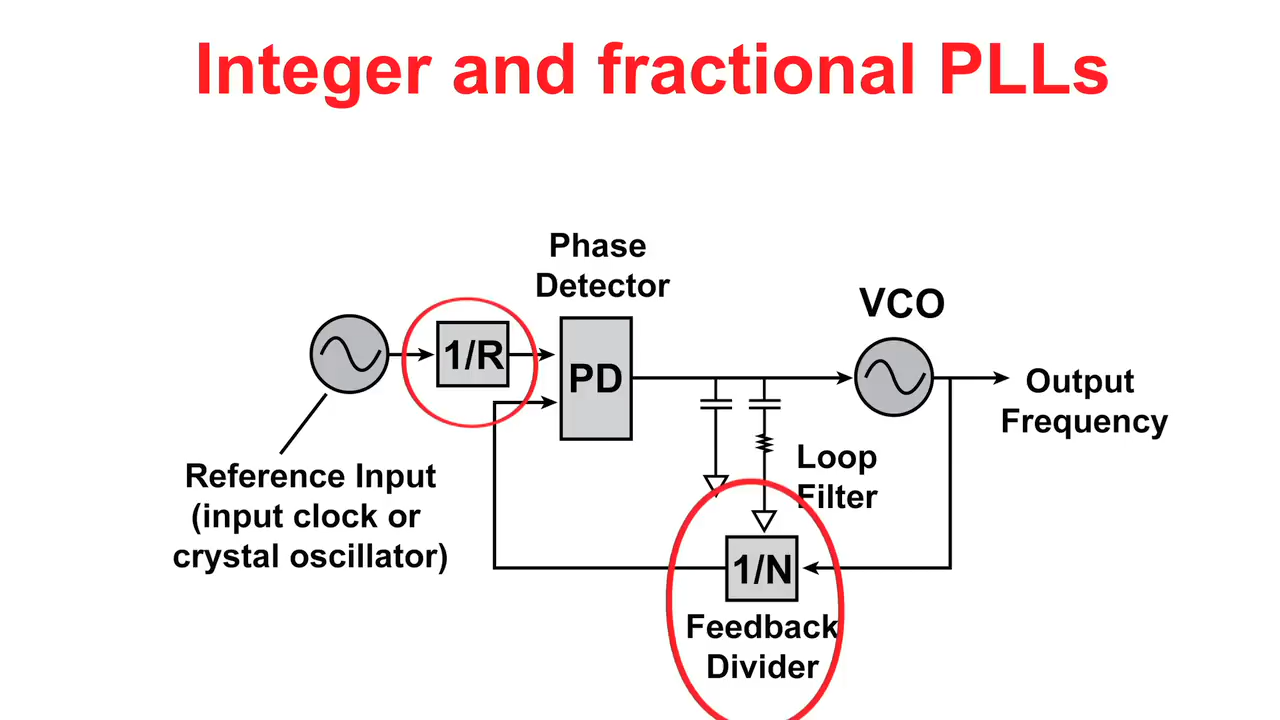 Integer and fractional PLLs
Phase
Detector
VCO
1/R
PD
Output
Frequency
Loop
Filter
Reference Input
(input clock or
crystal oscillator)
1/N
Feedback
Divider